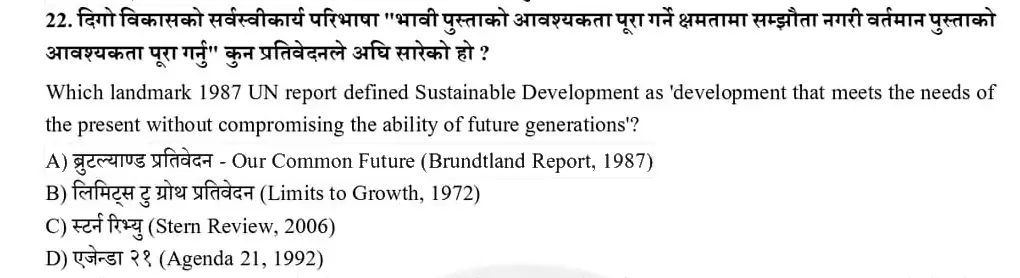 22. दिगो विकासको सर्वस्वीकार्य परिभाषा "भावी पुस्ताको आवश्यकता पूरा गर्ने क्षमतामा सम्झौता नगरी वर्तमान पुस्ताको
आवश्यकता पूरा गर्नु" कुन प्रतिवेदनले अघि सारेको हो ?
Which landmark 1987 UN report defined Sustainable Development as 'development that meets the needs of
the present without compromising the ability of future generations'?
A) ब्रुटल्याण्ड प्रतिवेदन - Our Common Future (Brundtland Report, 1987)
B) लिमिट्स टु ग्रोथ प्रतिवेदन (Limits to Growth, 1972)
C) स्टर्न रिभ्यु (Stern Review, 2006)
D) एजेन्डा २१ (Agenda 21, 1992)